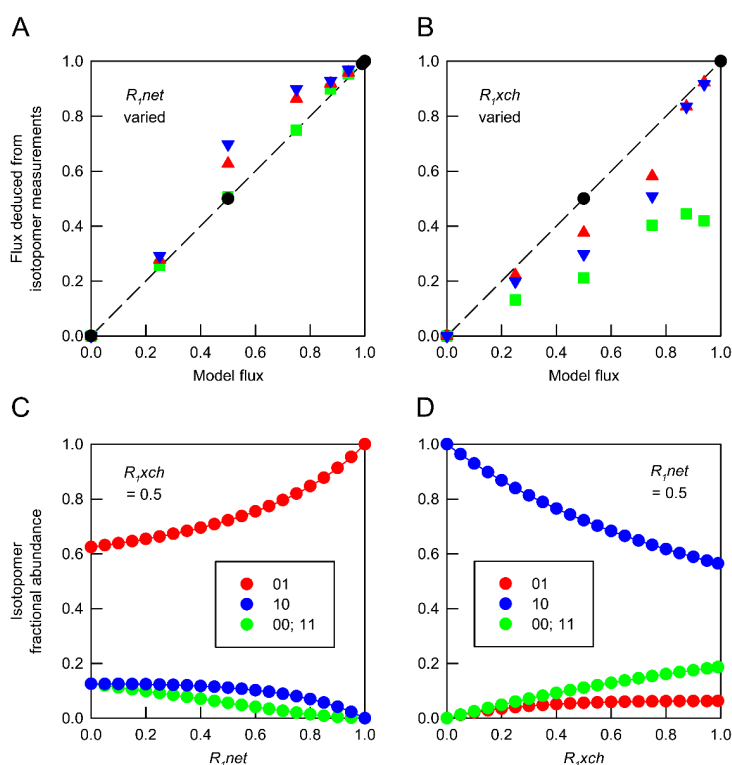 A
B
R1net
varied
R1xch
varied
Flux deduced from
isotopomer measurements
1.0
0.8
0.6
0.4
0.2
0.0
0.0 0.2 0.4 0.6 0.8 1.0
Model flux
1.0
0.8
0.6
0.4
0.2
0.0
0.0 0.2 0.4 0.6 0.8 1.0
Model flux
C
D
R1xch
= 0.5
R1net
= 0.5
Isotopomer
fractional abundance
1.0
0.8
0.6
0.4
0.2
0.0
01
10
00; 11
0.0 0.2 0.4 0.6 0.8 1.0
R1net
1.0
0.8
0.6
0.4
0.2
0.0
01
10
00; 11
0.0 0.2 0.4 0.6 0.8 1.0
R1xch